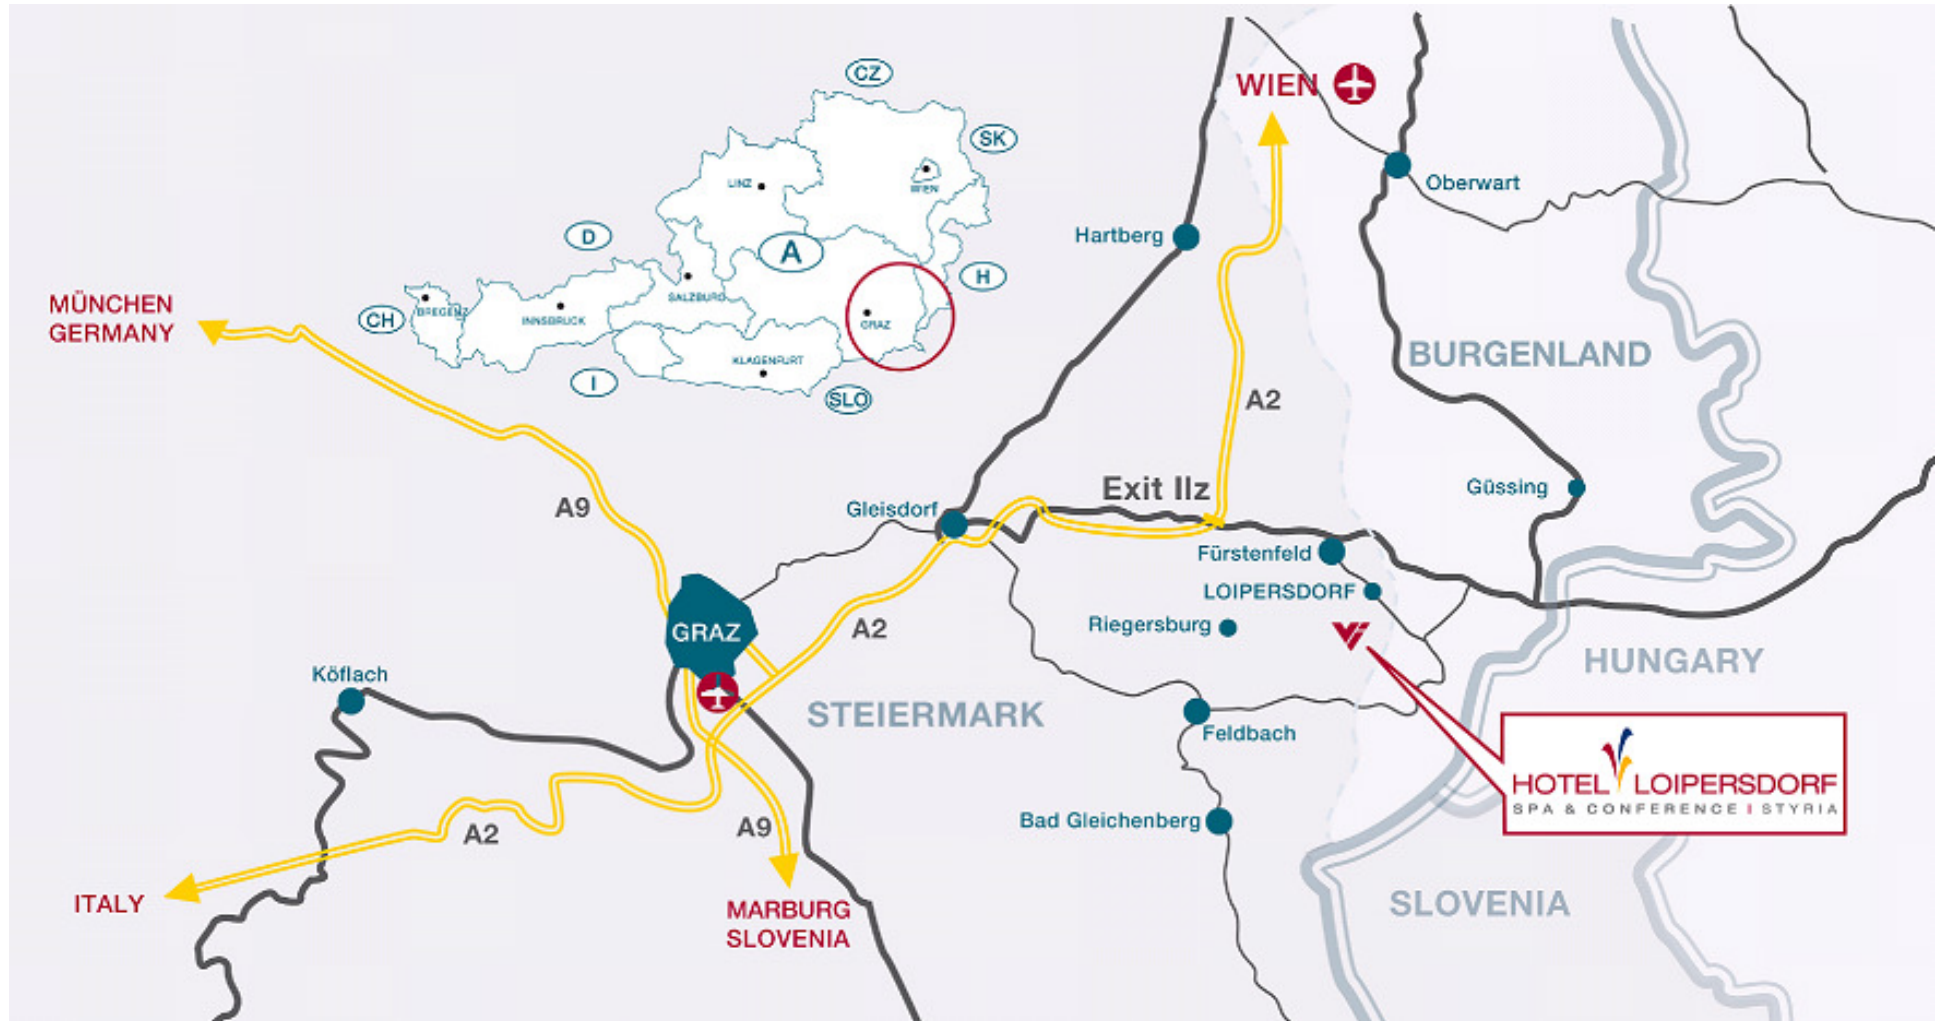 CZ
WIEN
SK
LINZ
WIEN
Oberwart
D
A
Hartberg
H
SALZBURG
MÜNCHEN
GERMANY
CH
BREGENZ
INNSBRUCK
GRAZ
KLAGENFURT
I
SLO
BURGENLAND
A2
Exit Ilz
Güssing
A9
Gleisdorf
Fürstenfeld
LOIPERSDORF
Riegersburg
GRAZ
A2
HUNGARY
Köflach
STEIERMARK
Feldbach
HOTEL LOIPERSDORF
SPA & CONFERENCE I STYRIA
Bad Gleichenberg
A2
A9
ITALY
MARBURG
SLOVENIA
SLOVENIA